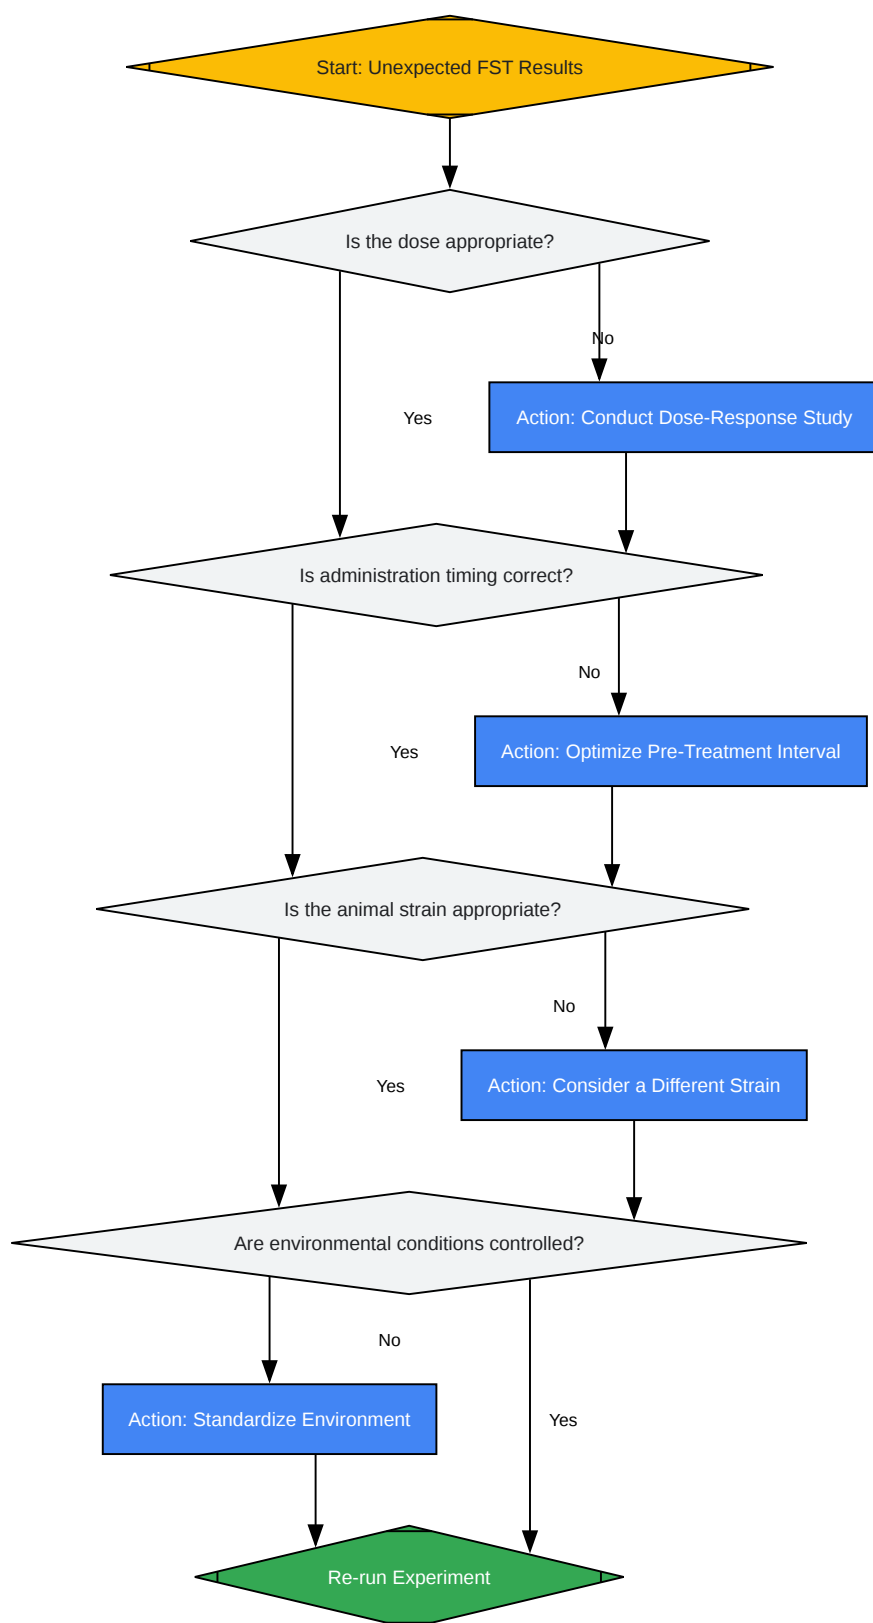 Start: Unexpected FST Results
Is the dose appropriate?
No
Yes
Action: Conduct Dose-Response Study
Is administration timing correct?
No
Yes
Action: Optimize Pre-Treatment Interval
Is the animal strain appropriate?
No
Yes
Action: Consider a Different Strain
Are environmental conditions controlled?
No
Action: Standardize Environment
Yes
Re-run Experiment